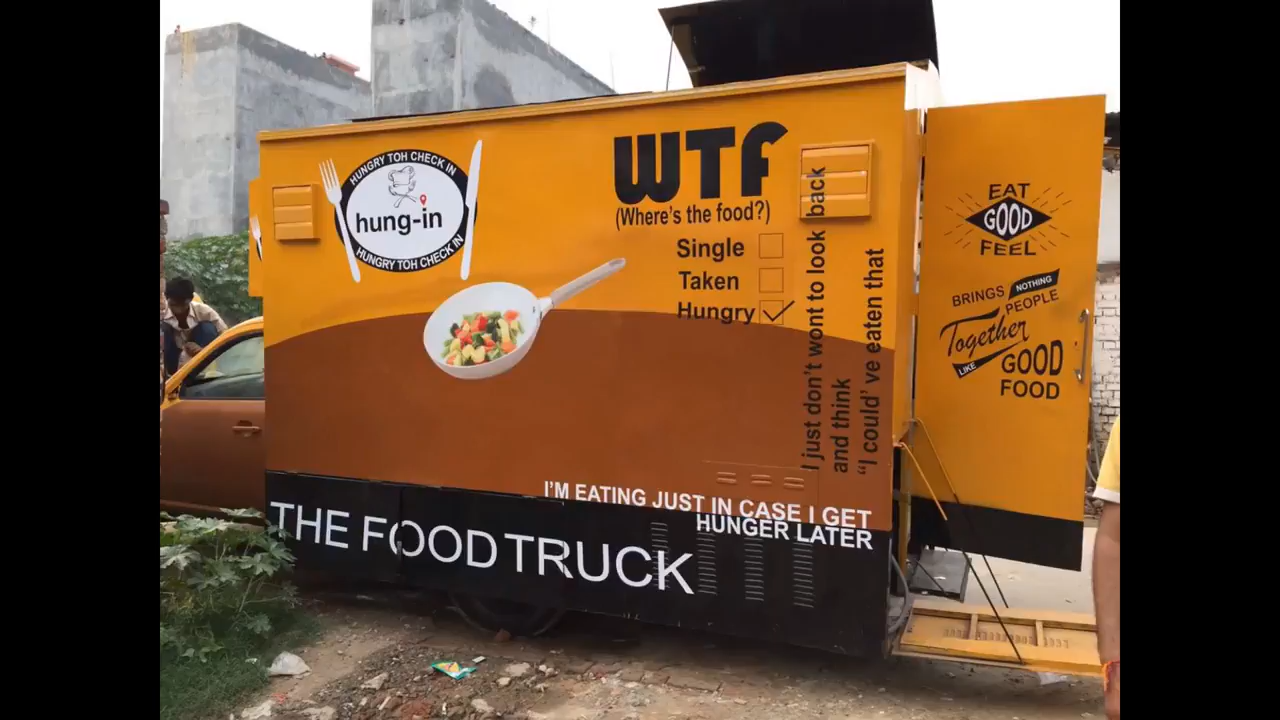 HUNGRY TOH CHECK IN
hung-in
HUNGRY TOH CHECK IN
WTF
(Where's the food?)
Single
Taken
Hungry
I just don't wont to look back
and think
“I could' ve eaten that
I'M EATING JUST IN CASE I GET
HUNGER LATER
THE FOOD TRUCK
EAT
GOOD
FEEL
BRINGS NOTHING
PEOPLE
Together
LIKE GOOD
FOOD